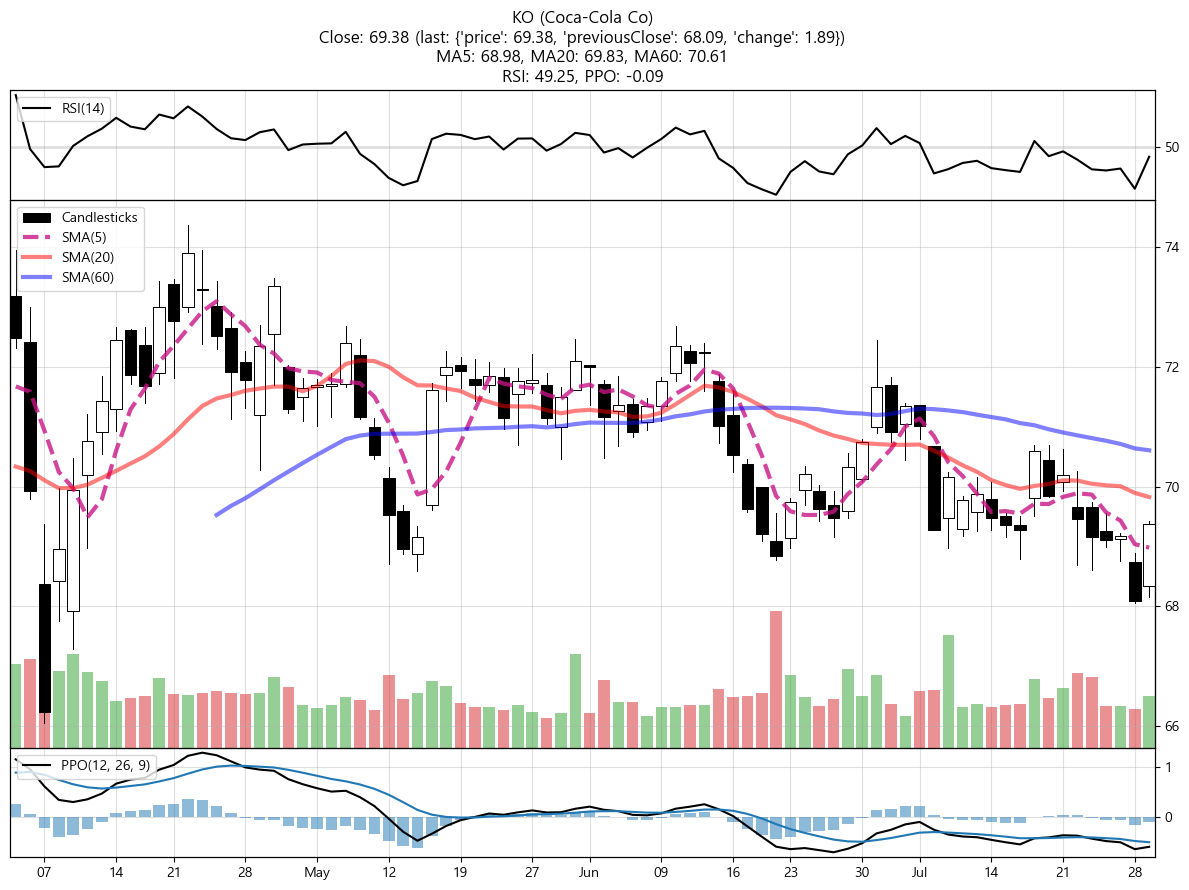 KO (Coca-Cola Co)
Close: 69.38 (last: {'price': 69.38, 'previousClose': 68.09, 'change': 1.89})
MA5: 68.98, MA20: 69.83, MA60: 70.61
RSI: 49.25, PPO: -0.09
RSI(14)
50
Candlesticks
SMA(5)
SMA(20)
SMA(60)
74
72
70
68
66
PPO(12, 26, 9)
1
0
07 14 21 28 May 12 19 27 Jun 09 16 23 30 Jul 14 21 28